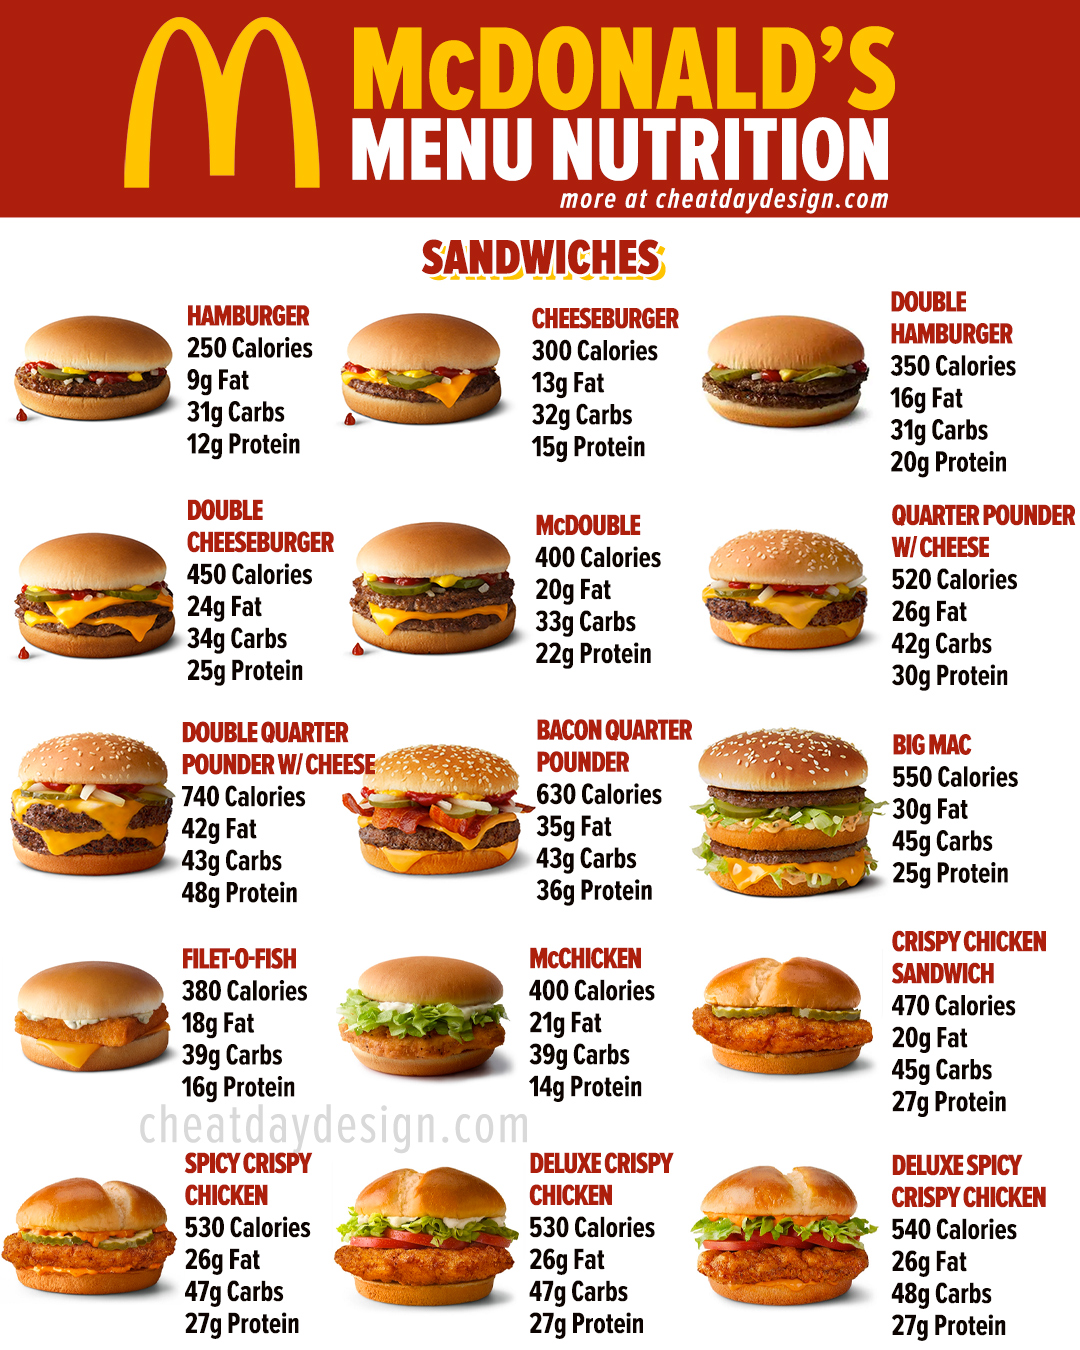 McDONALD'S
MENU NUTRITION
more at cheatdaydesign.com
SANDWICHES
HAMBURGER
250 Calories
9g Fat
31g Carbs
12g Protein
CHEESEBURGER
300 Calories
13g Fat
32g Carbs
15g Protein
DOUBLE
HAMBURGER
350 Calories
16g Fat
31g Carbs
20g Protein
DOUBLE
CHEESEBURGER
450 Calories
24g Fat
34g Carbs
25g Protein
McDOUBLE
400 Calories
20g Fat
33g Carbs
22g Protein
QUARTER POUNDER
W/ CHEESE
520 Calories
26g Fat
42g Carbs
30g Protein
DOUBLE QUARTER
POUNDER W/ CHEESE
740 Calories
42g Fat
43g Carbs
48g Protein
BACON QUARTER
POUNDER
630 Calories
35g Fat
43g Carbs
36g Protein
BIG MAC
550 Calories
30g Fat
45g Carbs
25g Protein
FILET-O-FISH
380 Calories
18g Fat
39g Carbs
16g Protein
McCHICKEN
400 Calories
21g Fat
39g Carbs
14g Protein
CRISPY CHICKEN
SANDWICH
470 Calories
20g Fat
45g Carbs
27g Protein
cheatdaydesign.com
SPICY CRISPY
CHICKEN
530 Calories
26g Fat
47g Carbs
27g Protein
DELUXE CRISPY
CHICKEN
530 Calories
26g Fat
47g Carbs
27g Protein
DELUXE SPICY
CRISPY CHICKEN
540 Calories
26g Fat
48g Carbs
27g Protein